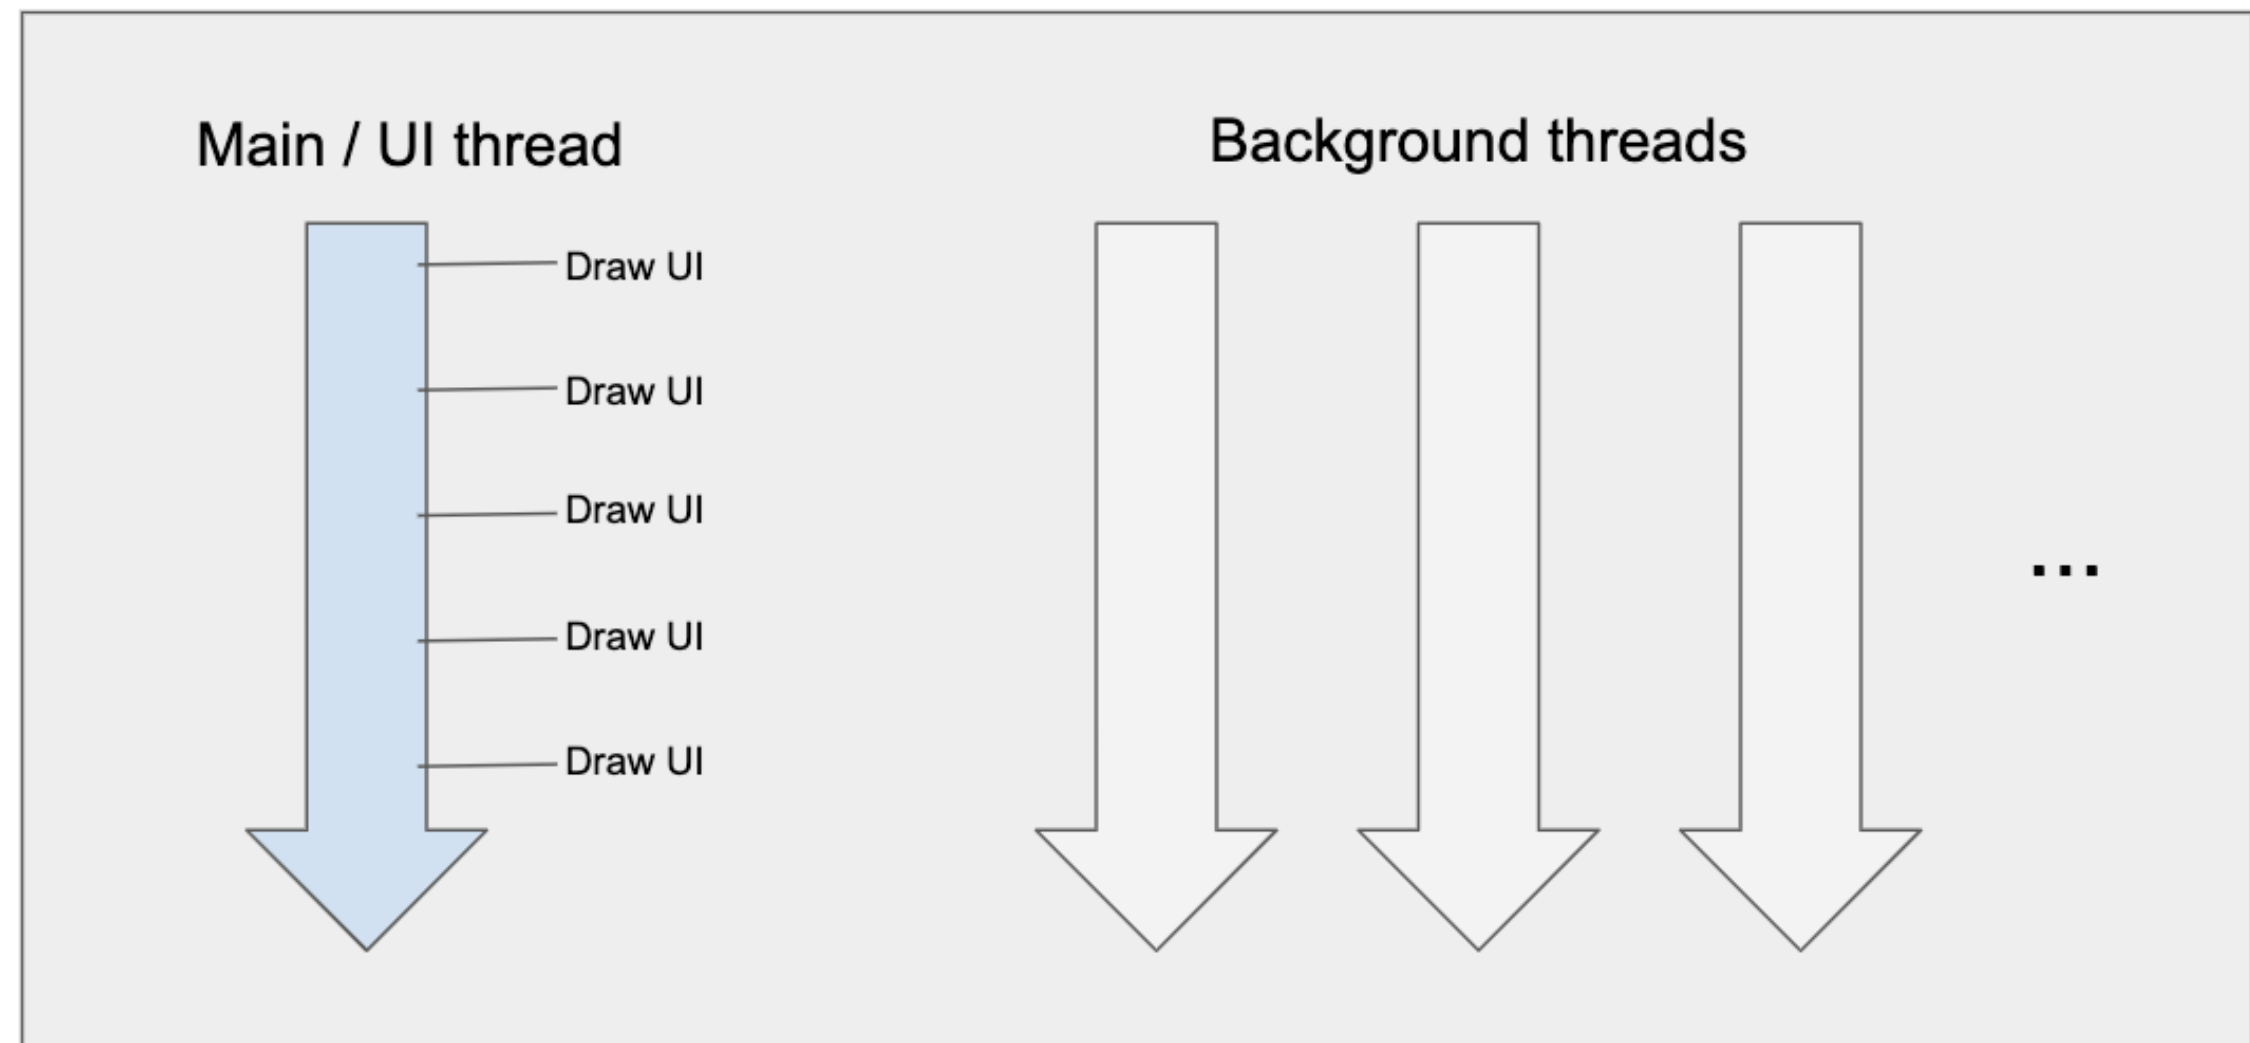 Main / UI thread
Background threads
Draw UI
Draw UI
Draw UI
Draw UI
Draw UI
...